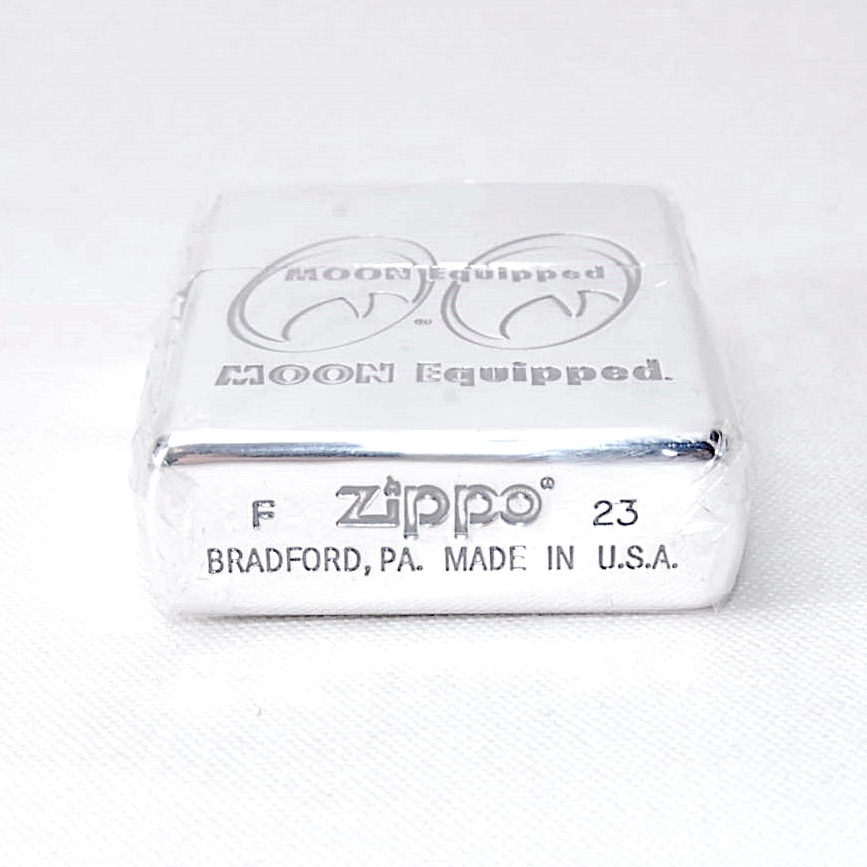 MOON Equipped
®
MOON Equipped.
F Zippo® 23
BRADFORD, PA. MADE IN U.S.A.